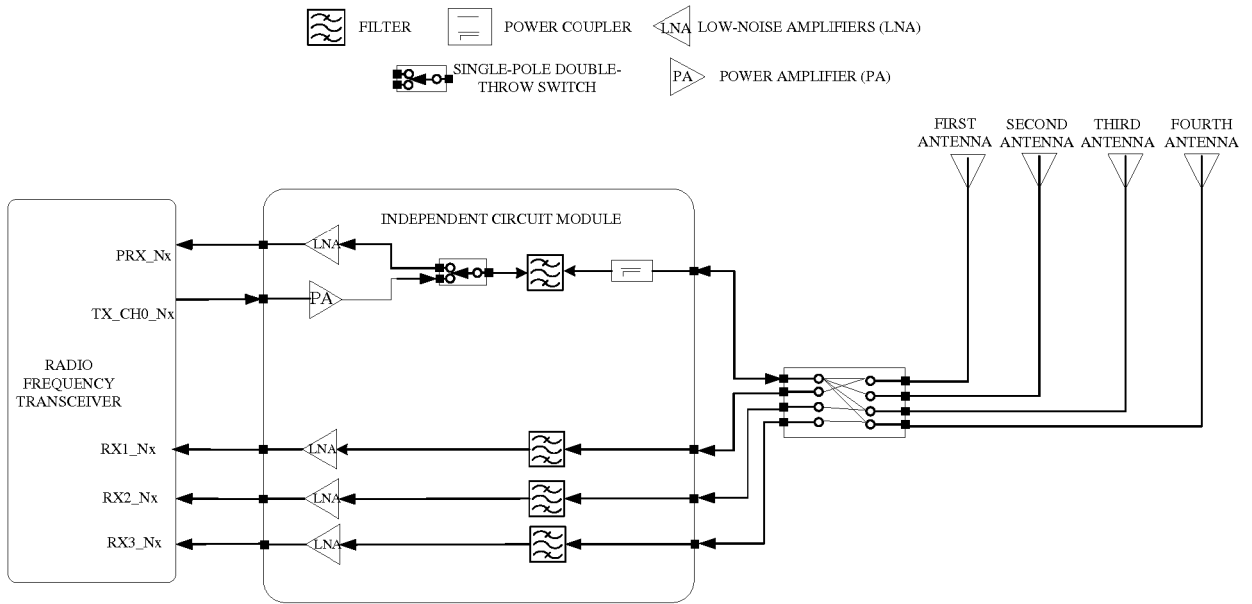 FILTER
POWER COUPLER
LNA
LOW-NOISE AMPLIFIERS (LNA)
SINGLE-POLE DOUBLE-
THROW SWITCH
PA
POWER AMPLIFIER (PA)
FIRST
ANTENNA
SECOND
ANTENNA
THIRD
ANTENNA
FOURTH
ANTENNA
INDEPENDENT CIRCUIT MODULE
PRX_Nx
LNA
TX_CH0_Nx
PA
RADIO
FREQUENCY
TRANSCEIVER
RX1_Nx
LNA
RX2_Nx
LNA
RX3_Nx
LNA